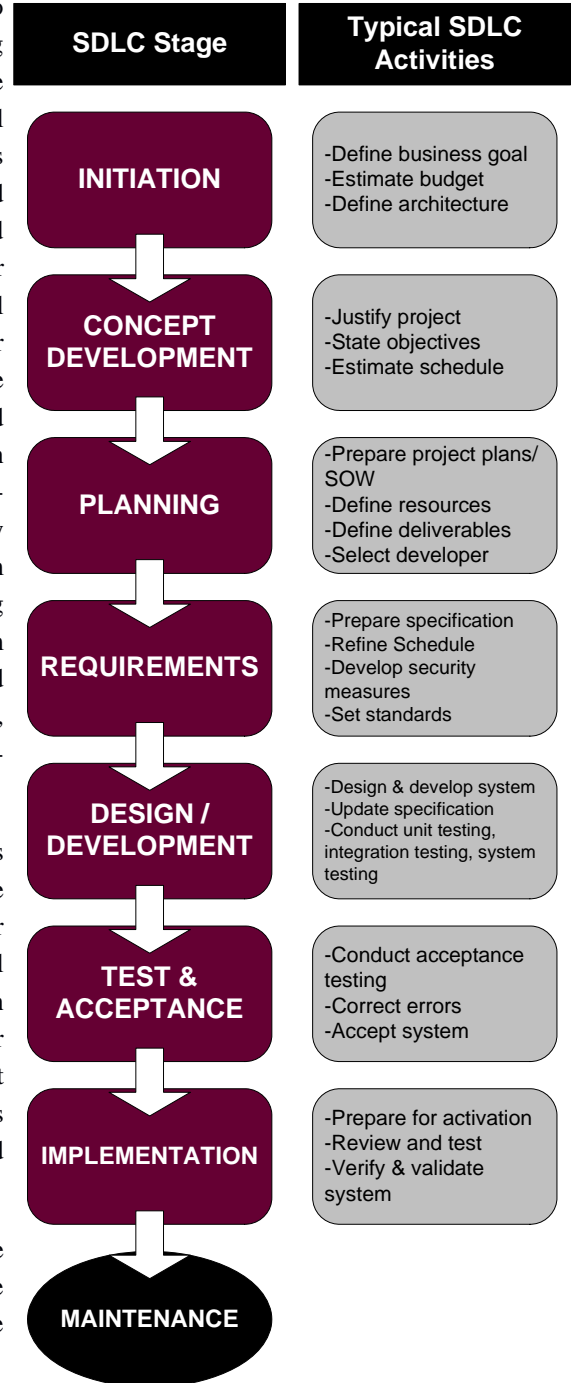 SDLC Stage
Typical SDLC
Activities
INITIATION
-Define business goal
-Estimate budget
-Define architecture
CONCEPT
DEVELOPMENT
-Justify project
-State objectives
-Estimate schedule
PLANNING
-Prepare project plans/
SOW
-Define resources
-Define deliverables
-Select developer
REQUIREMENTS
-Prepare specification
-Refine Schedule
-Develop security
measures
-Set standards
DESIGN /
DEVELOPMENT
-Design & develop system
-Update specification
-Conduct unit testing,
integration testing, system
testing
TEST &
ACCEPTANCE
-Conduct acceptance
testing
-Correct errors
-Accept system
IMPLEMENTATION
-Prepare for activation
-Review and test
-Verify & validate
system
MAINTENANCE